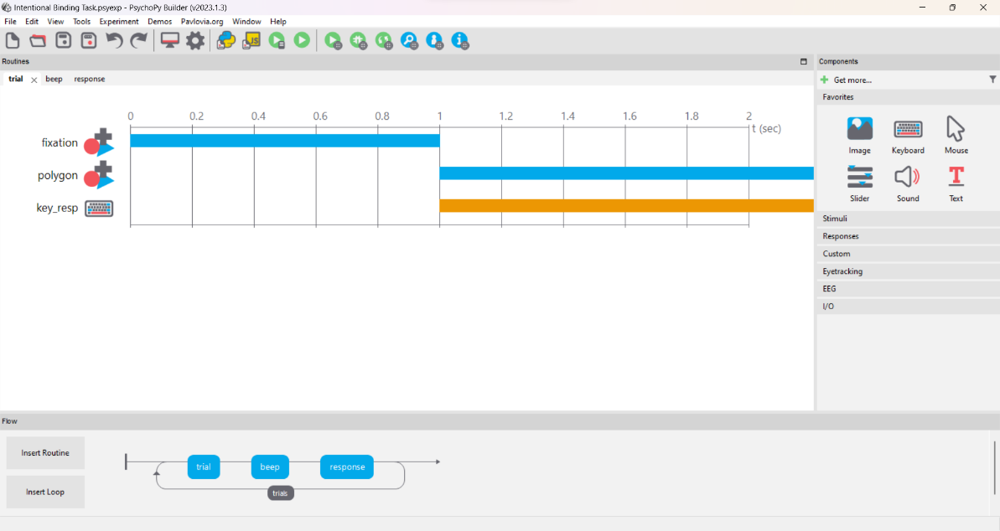 Intentional Binding Task.psyexp - PsychoPy Builder (v2023.1.3)
File Edit View Tools Experiment Demos Pavlovia.org Window Help
JS
Routines
trial beep response
0 0.2 0.4 0.6 0.8 1 1.2 1.4 1.6 1.8 2
t (sec)
fixation
polygon
key_resp
Components
Get more...
Favorites
Image Keyboard Mouse
T
Slider Sound Text
Stimuli
Responses
Custom
Eyetracking
EEG
I/O
Flow
Insert Routine
Insert Loop
trial beep response
trials